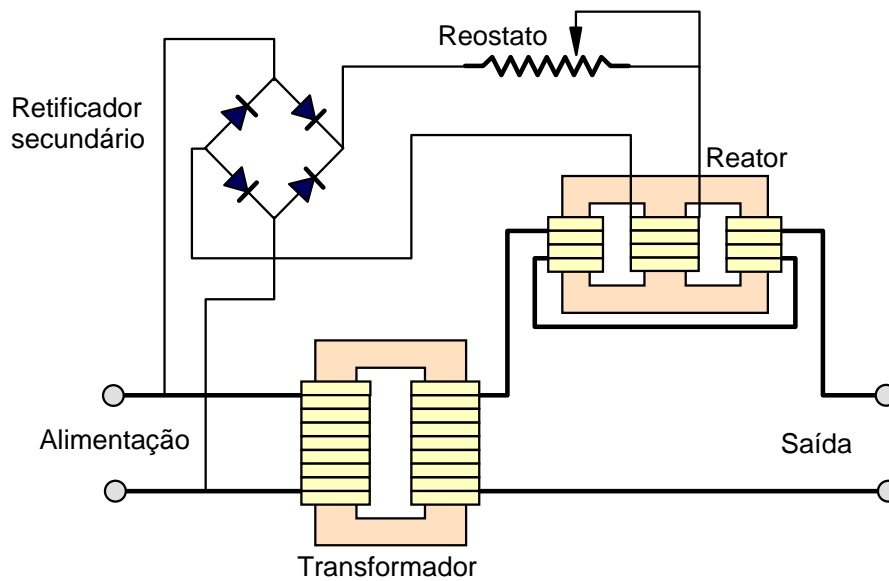 Reostato
Retificador
secundário
Reator
Alimentação
Saída
Transformador